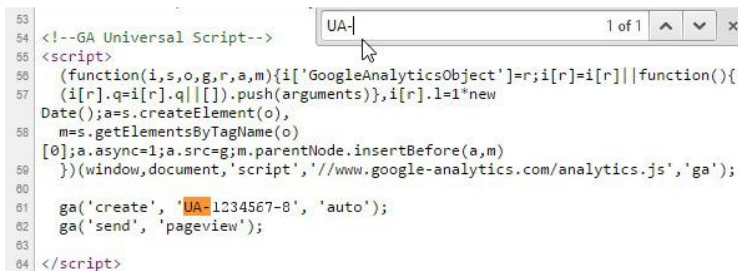 53
UA- 1 of 1 ×
54 <!--GA Universal Script-->
55 <script>
56 (function(i,s,o,g,r,a,m){i['GoogleAnalyticsObject']=r;i[r]=i[r]||function(){
57 (i[r].q=i[r].q||[]).push(arguments)},i[r].l=1*new
Date();a=s.createElement(o),
58 m=s.getElementsByTagName(o)
[0];a.async=1;a.src=g;m.parentNode.insertBefore(a,m)
59 })(window,document,'script','//www.google-analytics.com/analytics.js','ga');
60
61 ga('create', 'UA-1234567-8', 'auto');
62 ga('send', 'pageview');
63
64 </script>